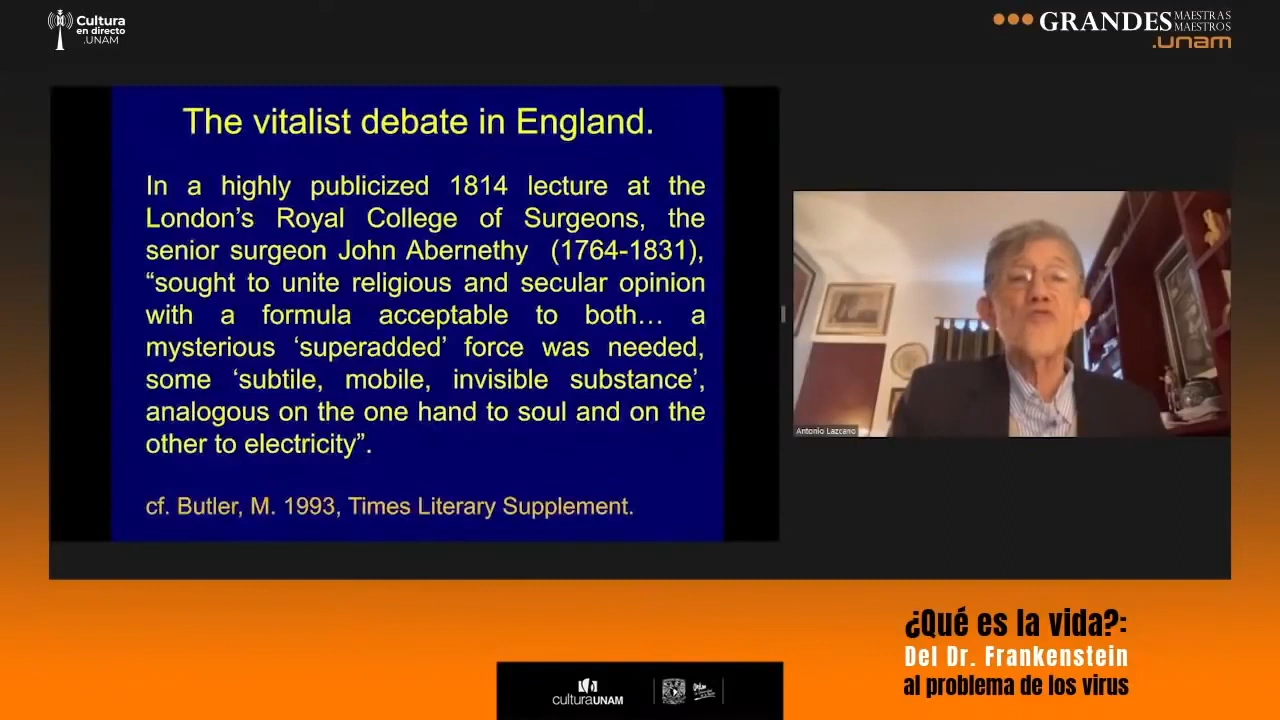 Cultura
en directo
.UNAM
GRANDES MAESTRAS MAESTROS
.unam
The vitalist debate in England.
In a highly publicized 1814 lecture at the
London’s Royal College of Surgeons, the
senior surgeon John Abernethy (1764-1831),
“sought to unite religious and secular opinion
with a formula acceptable to both… a
mysterious ‘superadded’ force was needed,
some ‘subtile, mobile, invisible substance’,
analogous on the one hand to soul and on the
other to electricity”.
cf. Butler, M. 1993, Times Literary Supplement.
Antonio Lazcano
¿Qué es la vida?:
Del Dr. Frankenstein
al problema de los virus
culturaUNAM